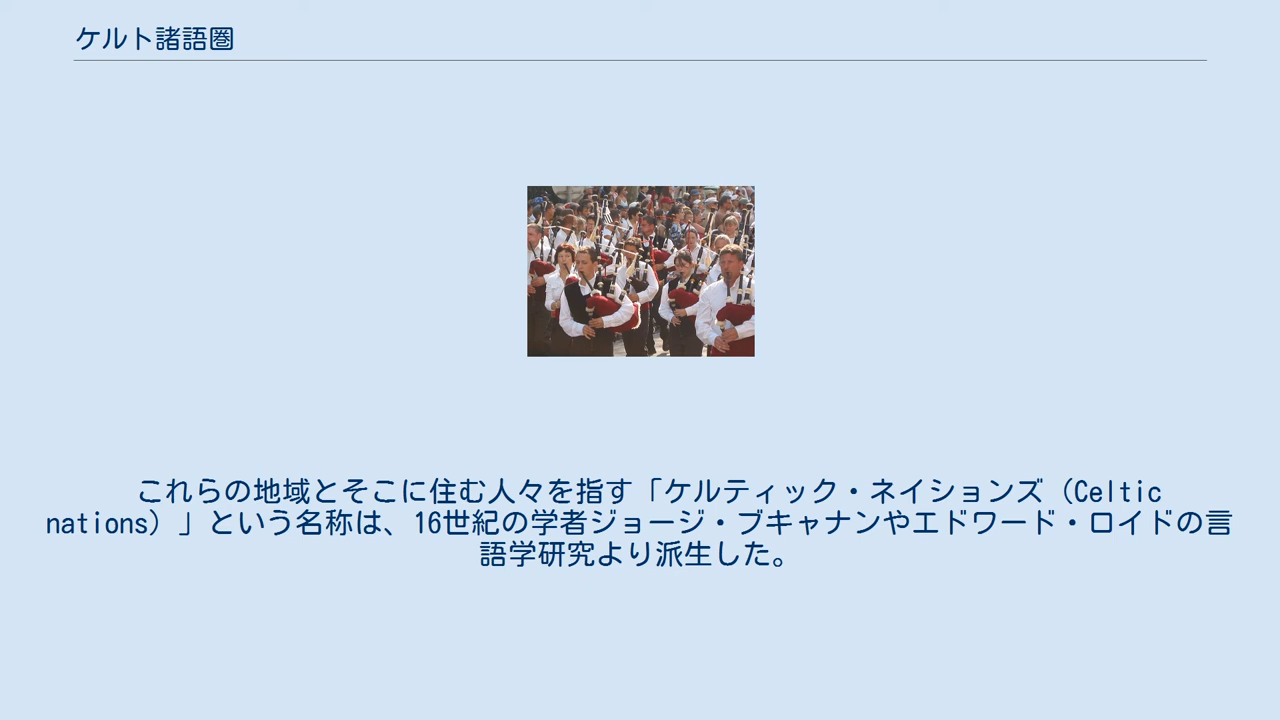 ケルト諸語圏
これらの地域とそこに住む人々を指す「ケルティック・ネイションズ（Celtic
nations）」という名称は、16世紀の学者ジョージ・ブキャナンやエドワード・ロイドの言
語学研究より派生した。